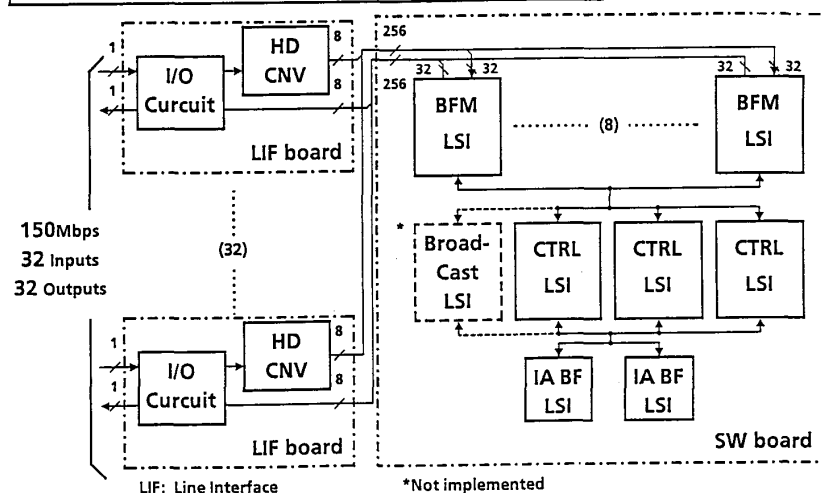 1
1
I/O
Curcuit
HD
CNV
8
8
LIF board
150Mbps
32 Inputs
32 Outputs
(32)
1
1
I/O
Curcuit
HD
CNV
8
8
LIF board
LIF: Line Interface
256
256
32
32
32
32
BFM
LSI
(8)
BFM
LSI
*
Broad-
Cast
LSI
CTRL
LSI
CTRL
LSI
CTRL
LSI
IA BF
LSI
IA BF
LSI
SW board
*Not implemented